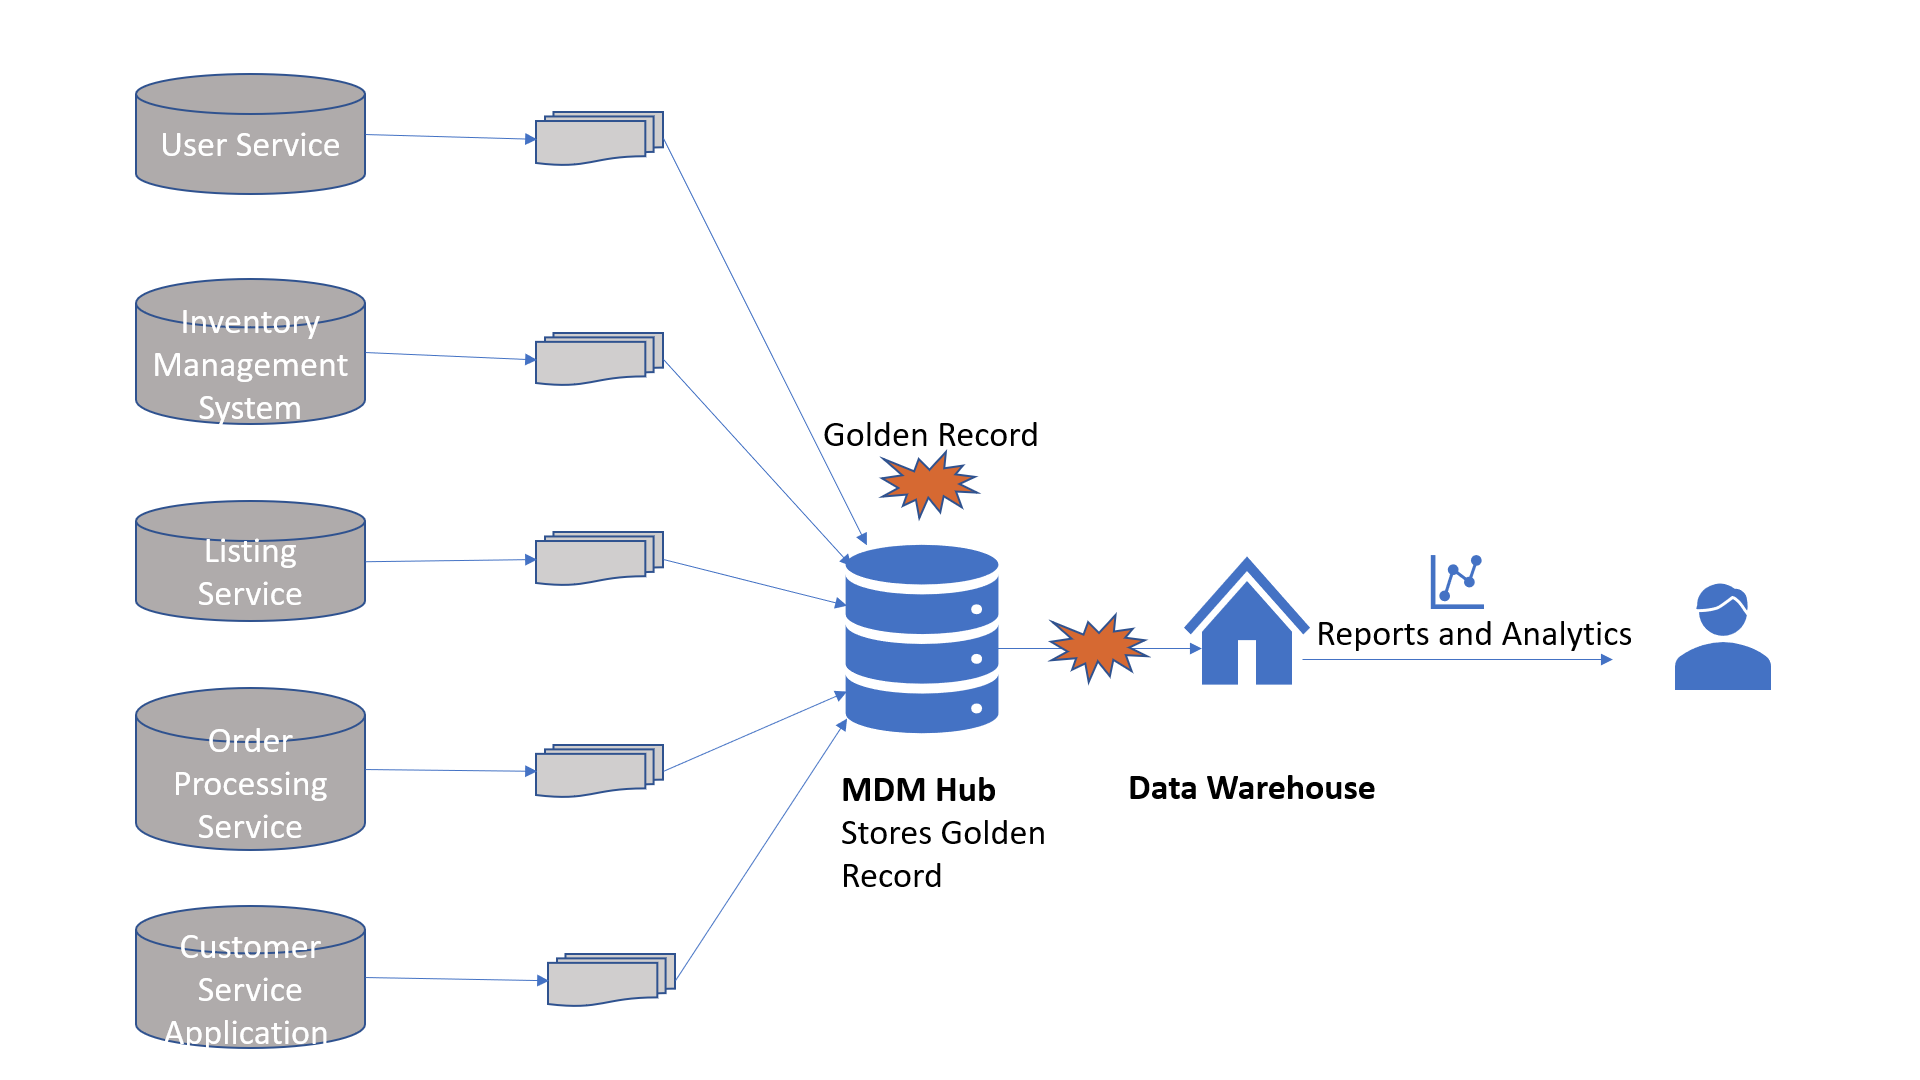 User Service
Inventory
Management
System
Listing
Service
Order
Processing
Service
Customer
Service
Application
Golden Record
MDM Hub
Stores Golden
Record
Data Warehouse
Reports and Analytics